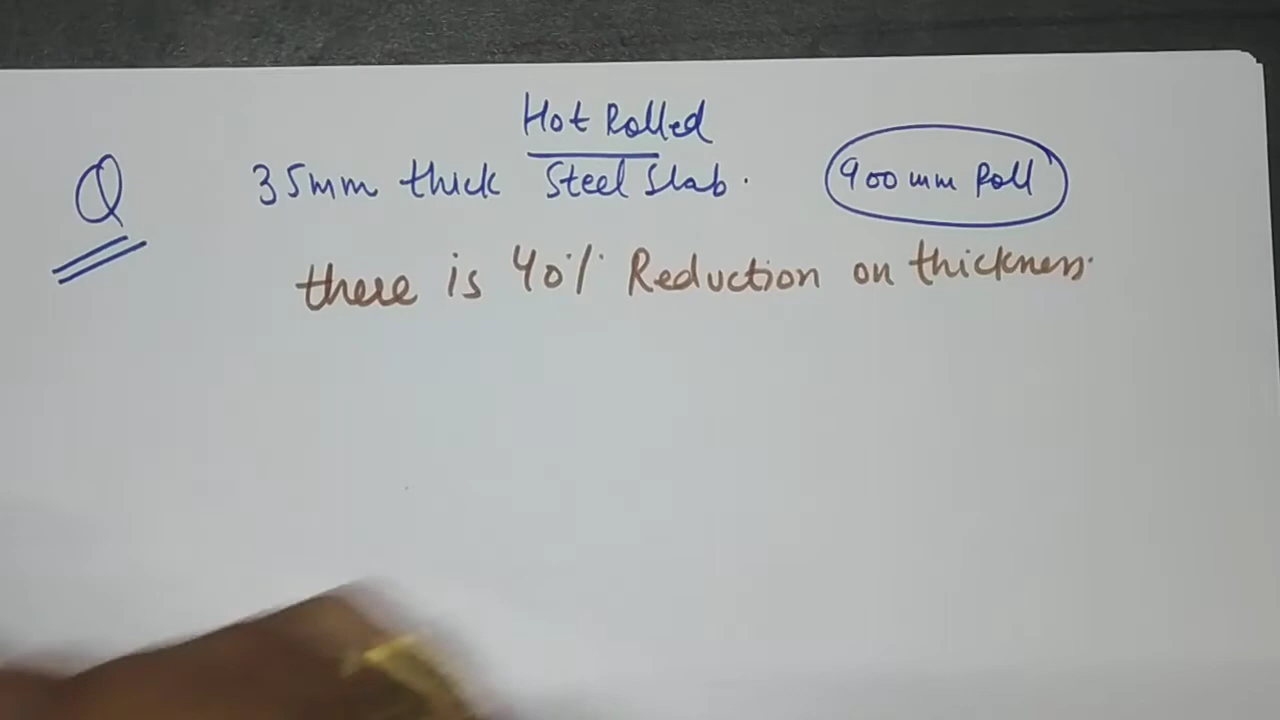 Q
Hot Rolled
35mm thick Steel Slab. 900 mm Roll
there is 40% Reduction on thickness.